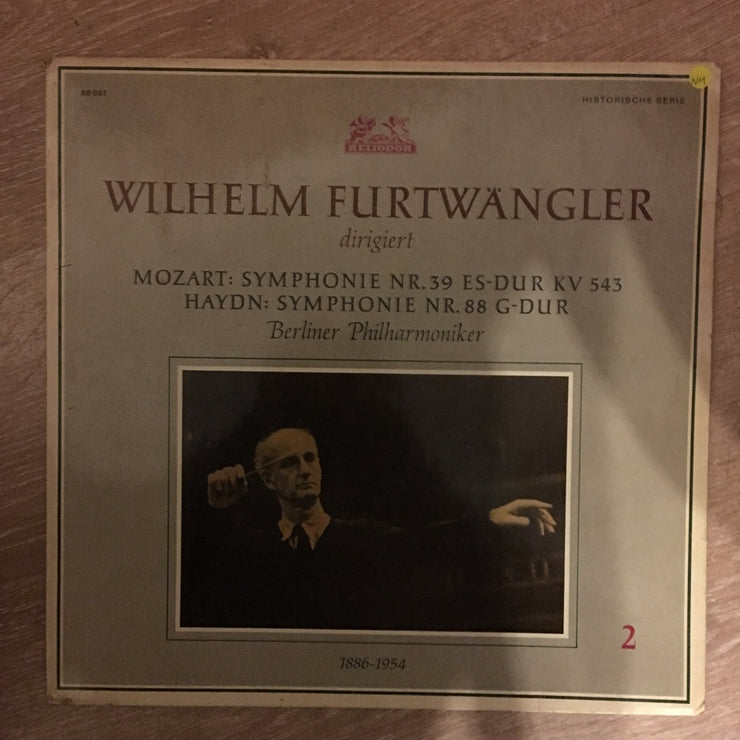 88 007
HISTORISCHE SERIE
NM
HELIODOR
WILHELM FURTWÄNGLER
dirigiert
MOZART: SYMPHONIE NR. 39 ES-DUR KV 543
HAYDN: SYMPHONIE NR. 88 G-DUR
Berliner Philharmoniker
2
1886-1954